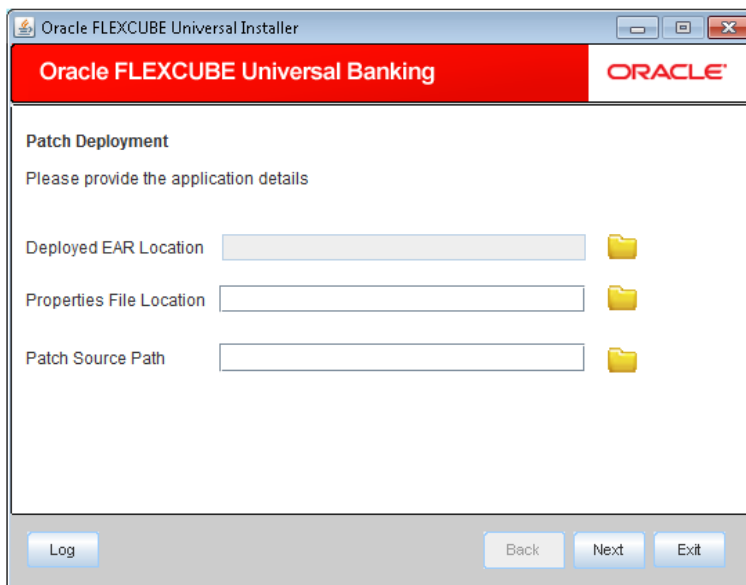 Oracle FLEXCUBE Universal Installer
Oracle FLEXCUBE Universal Banking
ORACLE
Patch Deployment
Please provide the application details
Deployed EAR Location
Properties File Location
Patch Source Path
Log
Back
Next
Exit